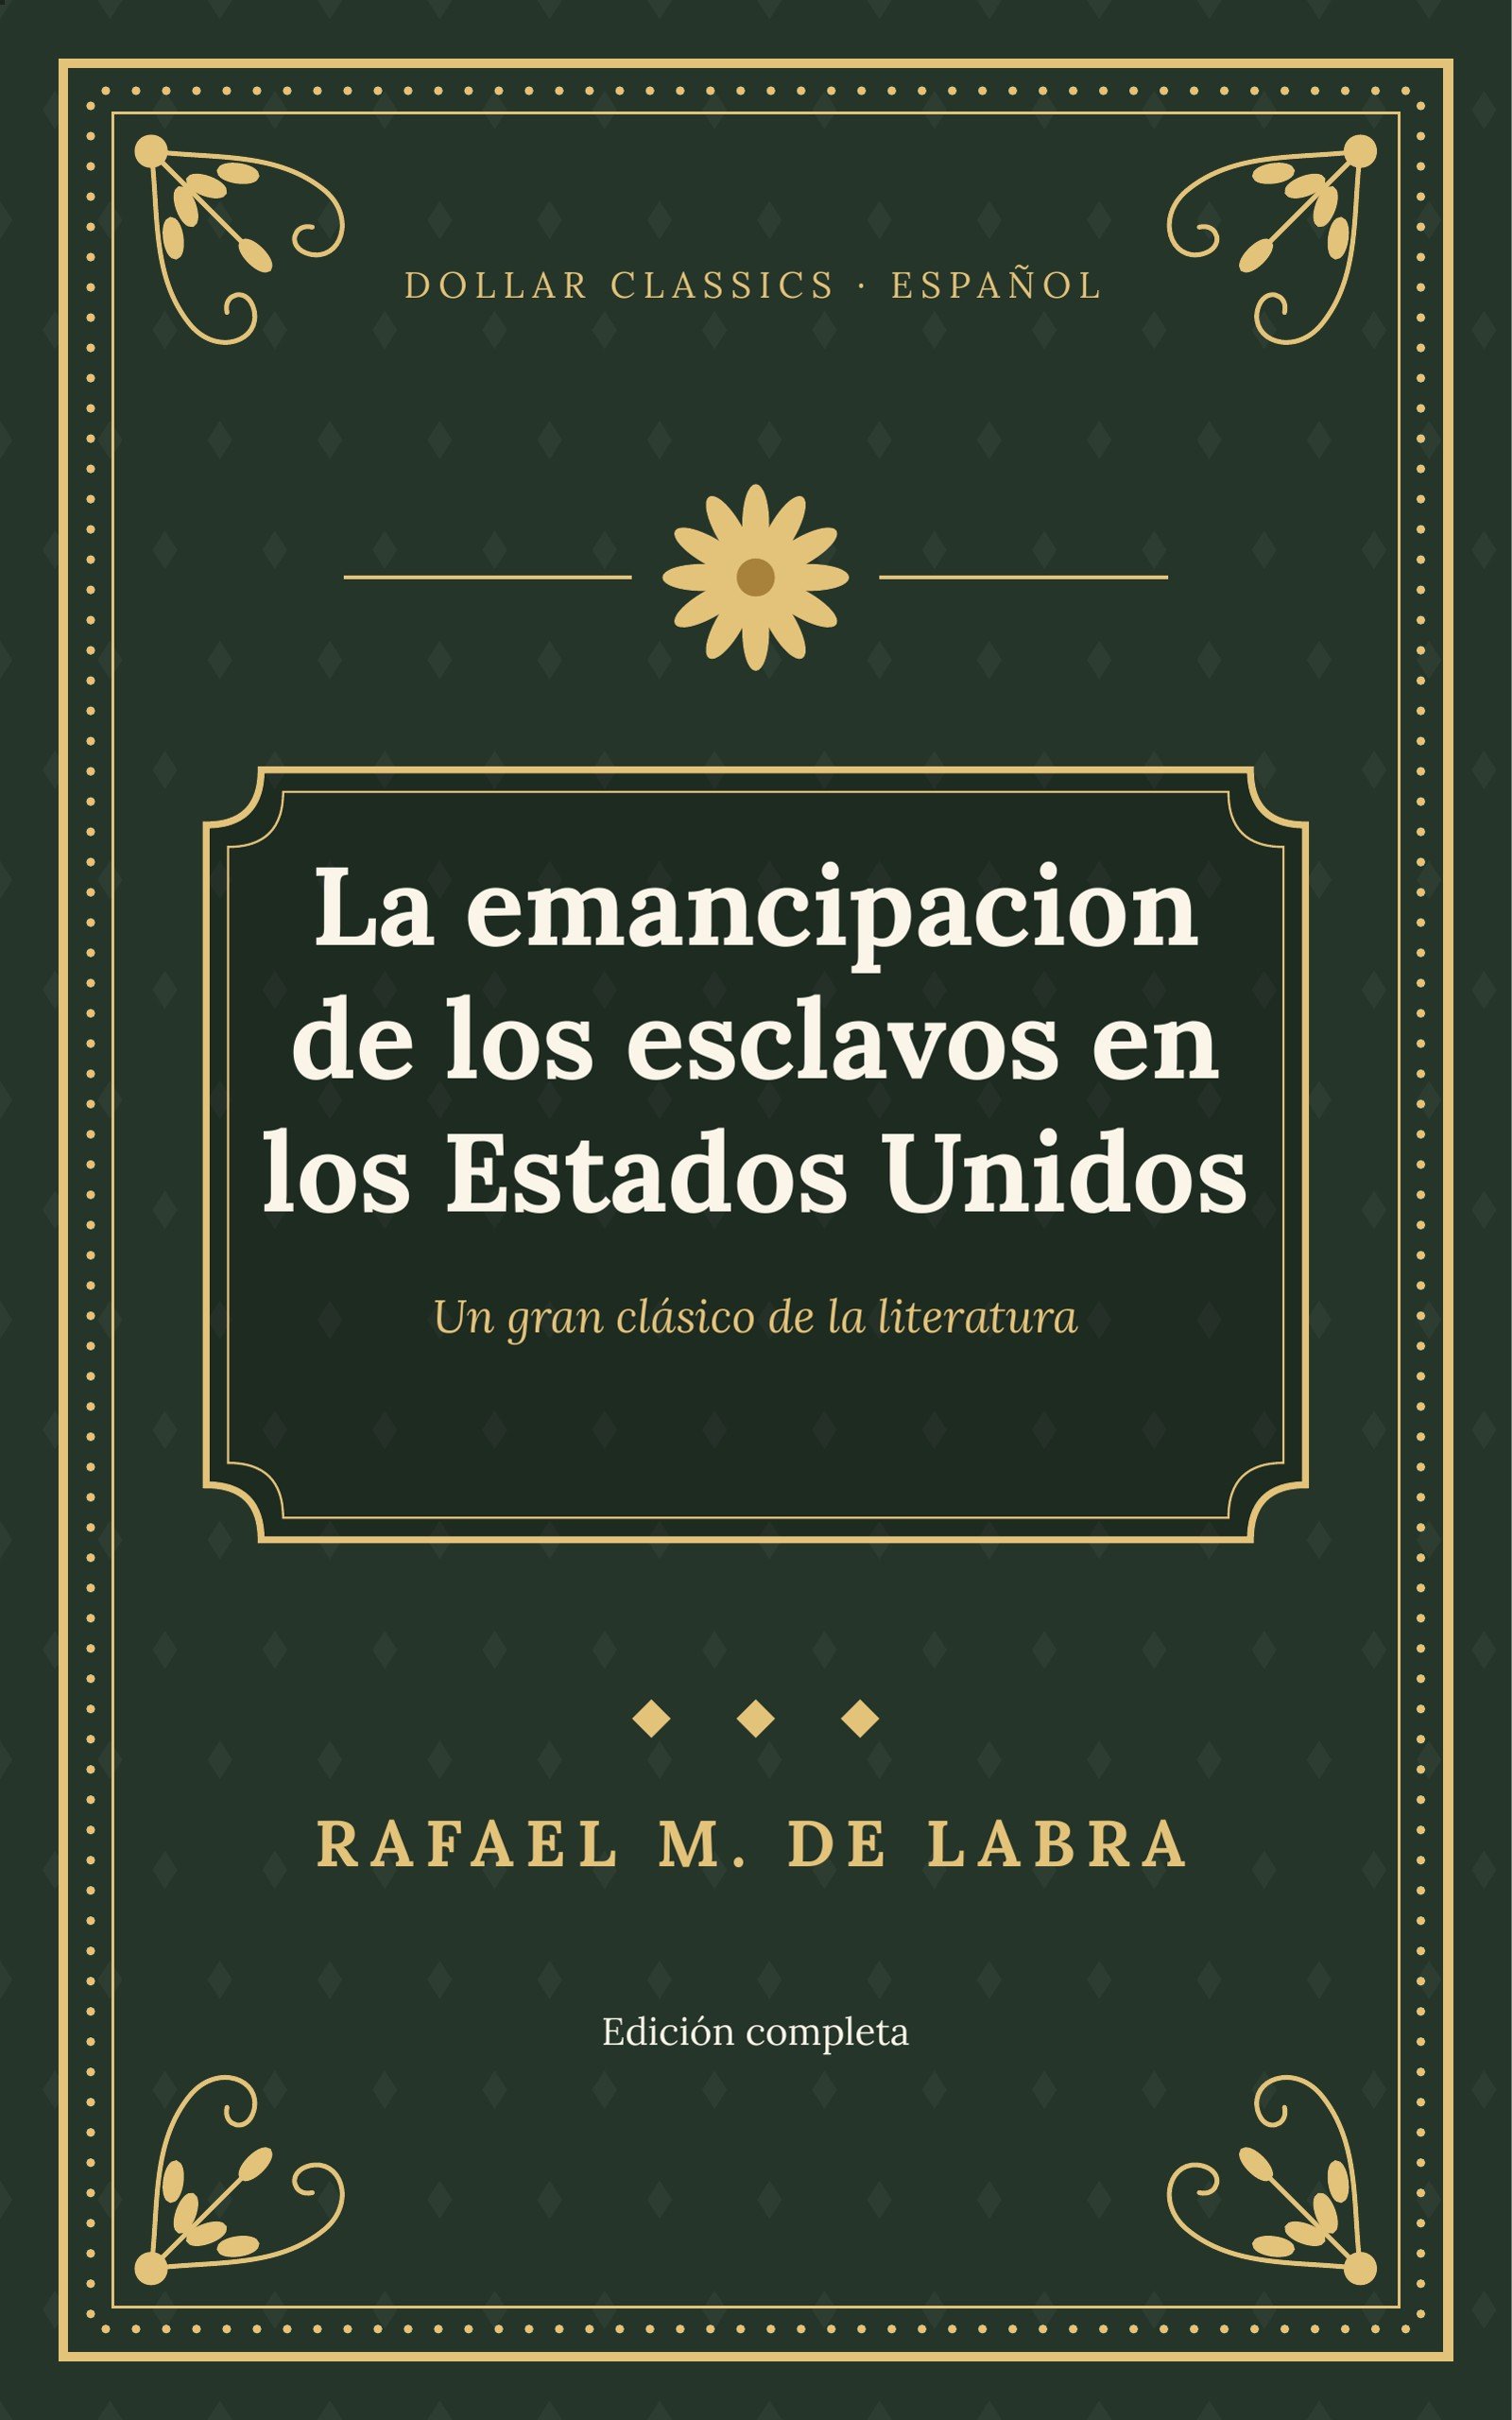 DOLLAR CLASSICS · ESPAÑOL
La emancipacion
de los esclavos en
los Estados Unidos
Un gran clásico de la literatura
RAFAEL M. DE LABRA
Edición completa